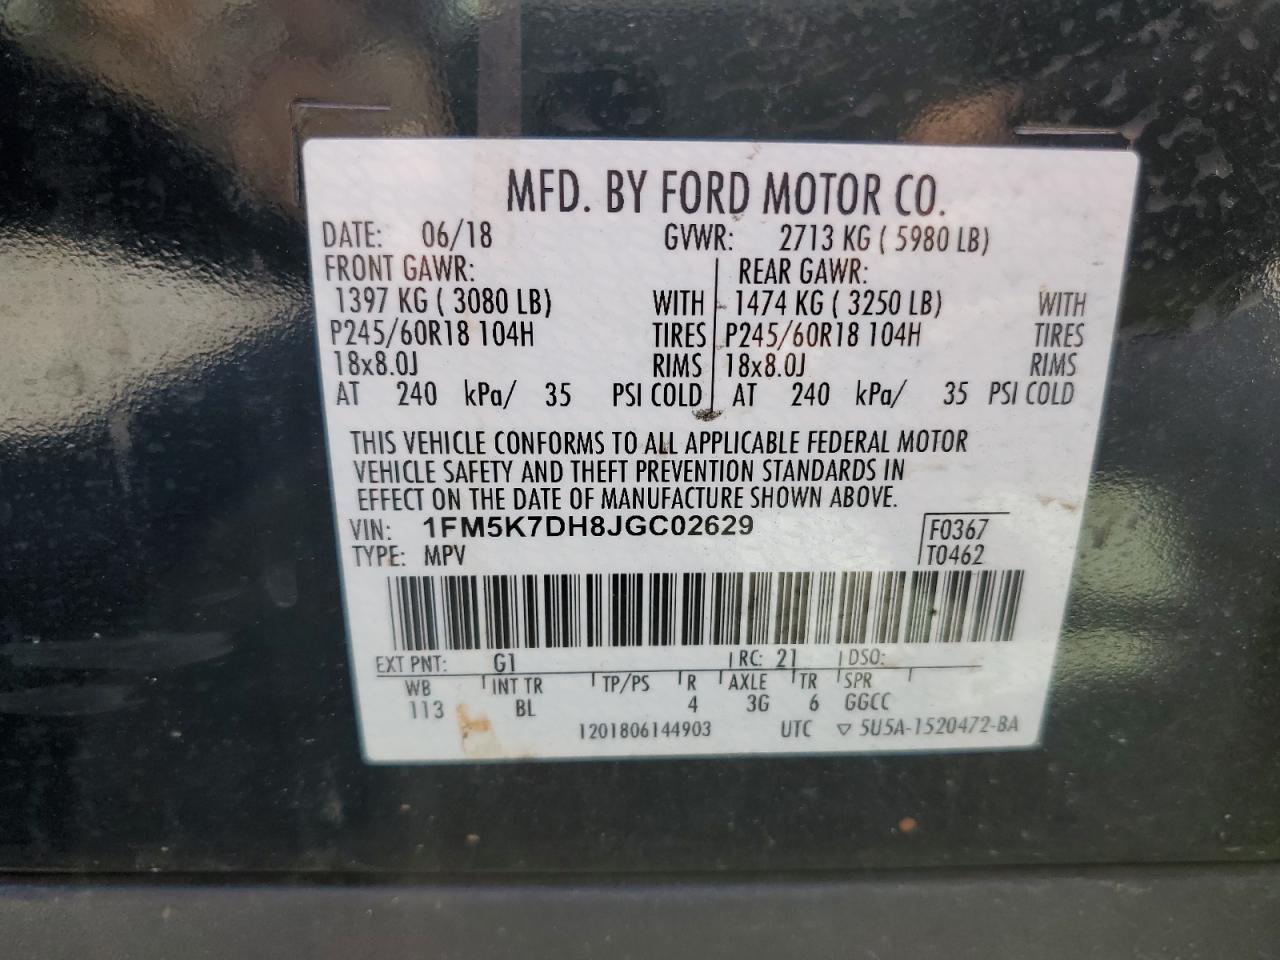 MFD. BY FORD MOTOR CO.
DATE: 06/18 GVWR: 2713 KG ( 5980 LB)
FRONT GAWR: REAR GAWR:
1397 KG ( 3080 LB) WITH 1474 KG ( 3250 LB) WITH
P245/60R18 104H TIRES P245/60R18 104H TIRES
18x8.0J RIMS 18x8.0J RIMS
AT 240 kPa/ 35 PSI COLD AT 240 kPa/ 35 PSI COLD
THIS VEHICLE CONFORMS TO ALL APPLICABLE FEDERAL MOTOR
VEHICLE SAFETY AND THEFT PREVENTION STANDARDS IN
EFFECT ON THE DATE OF MANUFACTURE SHOWN ABOVE.
VIN: 1FM5K7DH8JGC02629 F0367
TYPE: MPV T0462
EXT PNT: G1 RC: 21 DSO:
WB INT TR TP/PS R AXLE TR SPR
113 BL 4 3G 6 GGCC
1201806144903 UTC ▽ 5U5A-1520472-BA